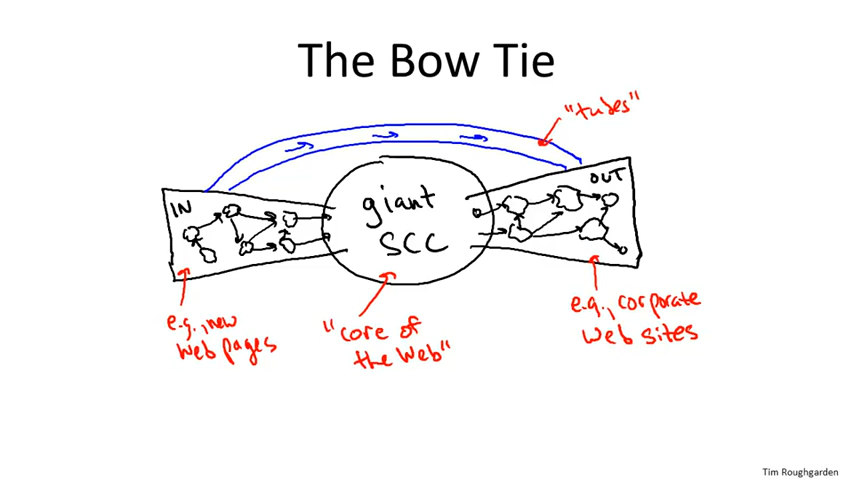 The Bow Tie
"tubes"
IN
giant
SCC
OUT
e.g., new
web pages
"core of
the web"
e.g., corporate
web sites
Tim Roughgarden